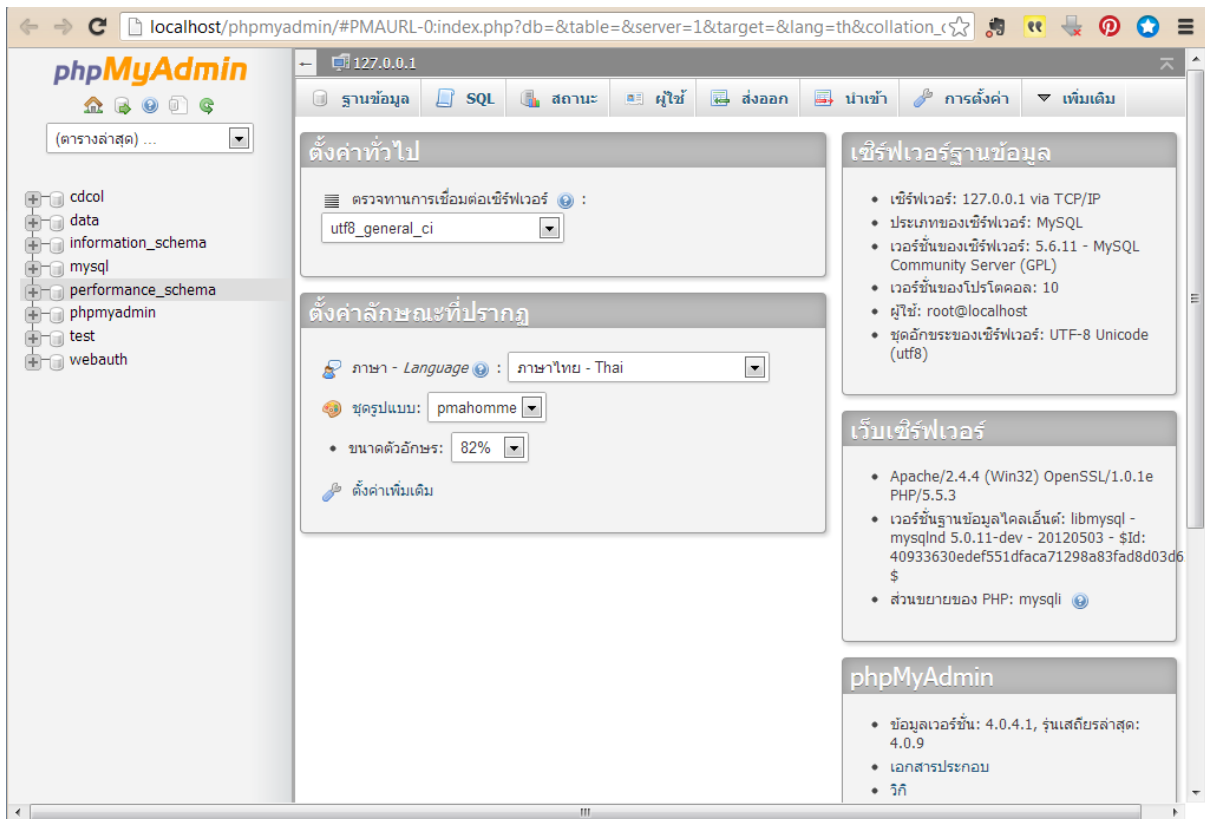 localhost/phpmyadmin/#PMAURL-0:index.php?db=&table=&server=1&target=&lang=th&collation_c
phpMyAdmin
(ตารางล่าสุด) ...
cdcol
data
information_schema
mysql
performance_schema
phpmyadmin
test
webauth
127.0.0.1
ฐานข้อมูล SQL สถานะ ผู้ใช้ ส่งออก นำเข้า การตั้งค่า เพิ่มเติม
ตั้งค่าทั่วไป
ตรวจทานการเชื่อมต่อเซิร์ฟเวอร์ :
utf8_general_ci
ตั้งค่าลักษณะที่ปรากฏ
ภาษา - Language : ภาษาไทย - Thai
ชุดรูปแบบ: pmahomme
• ขนาดตัวอักษร: 82%
ตั้งค่าเพิ่มเติม
เซิร์ฟเวอร์ฐานข้อมูล
• เซิร์ฟเวอร์: 127.0.0.1 via TCP/IP
• ประเภทของเซิร์ฟเวอร์: MySQL
• เวอร์ชั่นของเซิร์ฟเวอร์: 5.6.11 - MySQL
Community Server (GPL)
• เวอร์ชั่นของโปรโตคอล: 10
• ผู้ใช้: root@localhost
• ชุดอักขระของเซิร์ฟเวอร์: UTF-8 Unicode
(utf8)
เว็บเซิร์ฟเวอร์
• Apache/2.4.4 (Win32) OpenSSL/1.0.1e
PHP/5.5.3
• เวอร์ชั่นฐานข้อมูลไคลเอ็นต์: libmysql -
mysqlnd 5.0.11-dev - 20120503 - $Id:
40933630edef551dfaca71298a83fad8d03d6
$
• ส่วนขยายของ PHP: mysqli
phpMyAdmin
• ข้อมูลเวอร์ชั่น: 4.0.4.1, รุ่นเสถียรล่าสุด:
4.0.9
• เอกสารประกอบ
• วิกิ